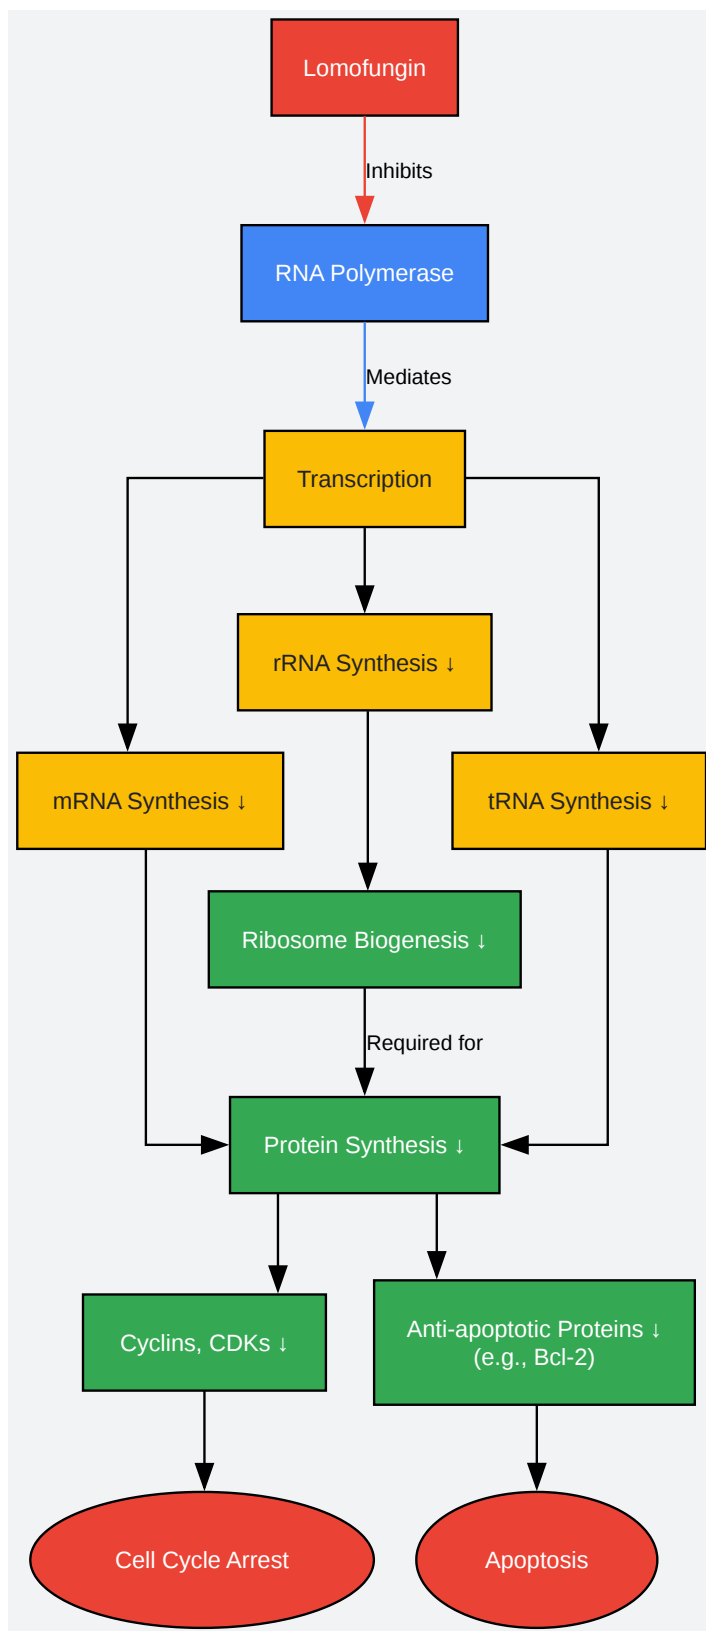 Lomofungin
Inhibits
RNA Polymerase
Mediates
Transcription
rRNA Synthesis ↓
mRNA Synthesis ↓
tRNA Synthesis ↓
Ribosome Biogenesis ↓
Required for
Protein Synthesis ↓
Cyclins, CDKs ↓
Anti-apoptotic Proteins ↓
(e.g., Bcl-2)
Cell Cycle Arrest
Apoptosis